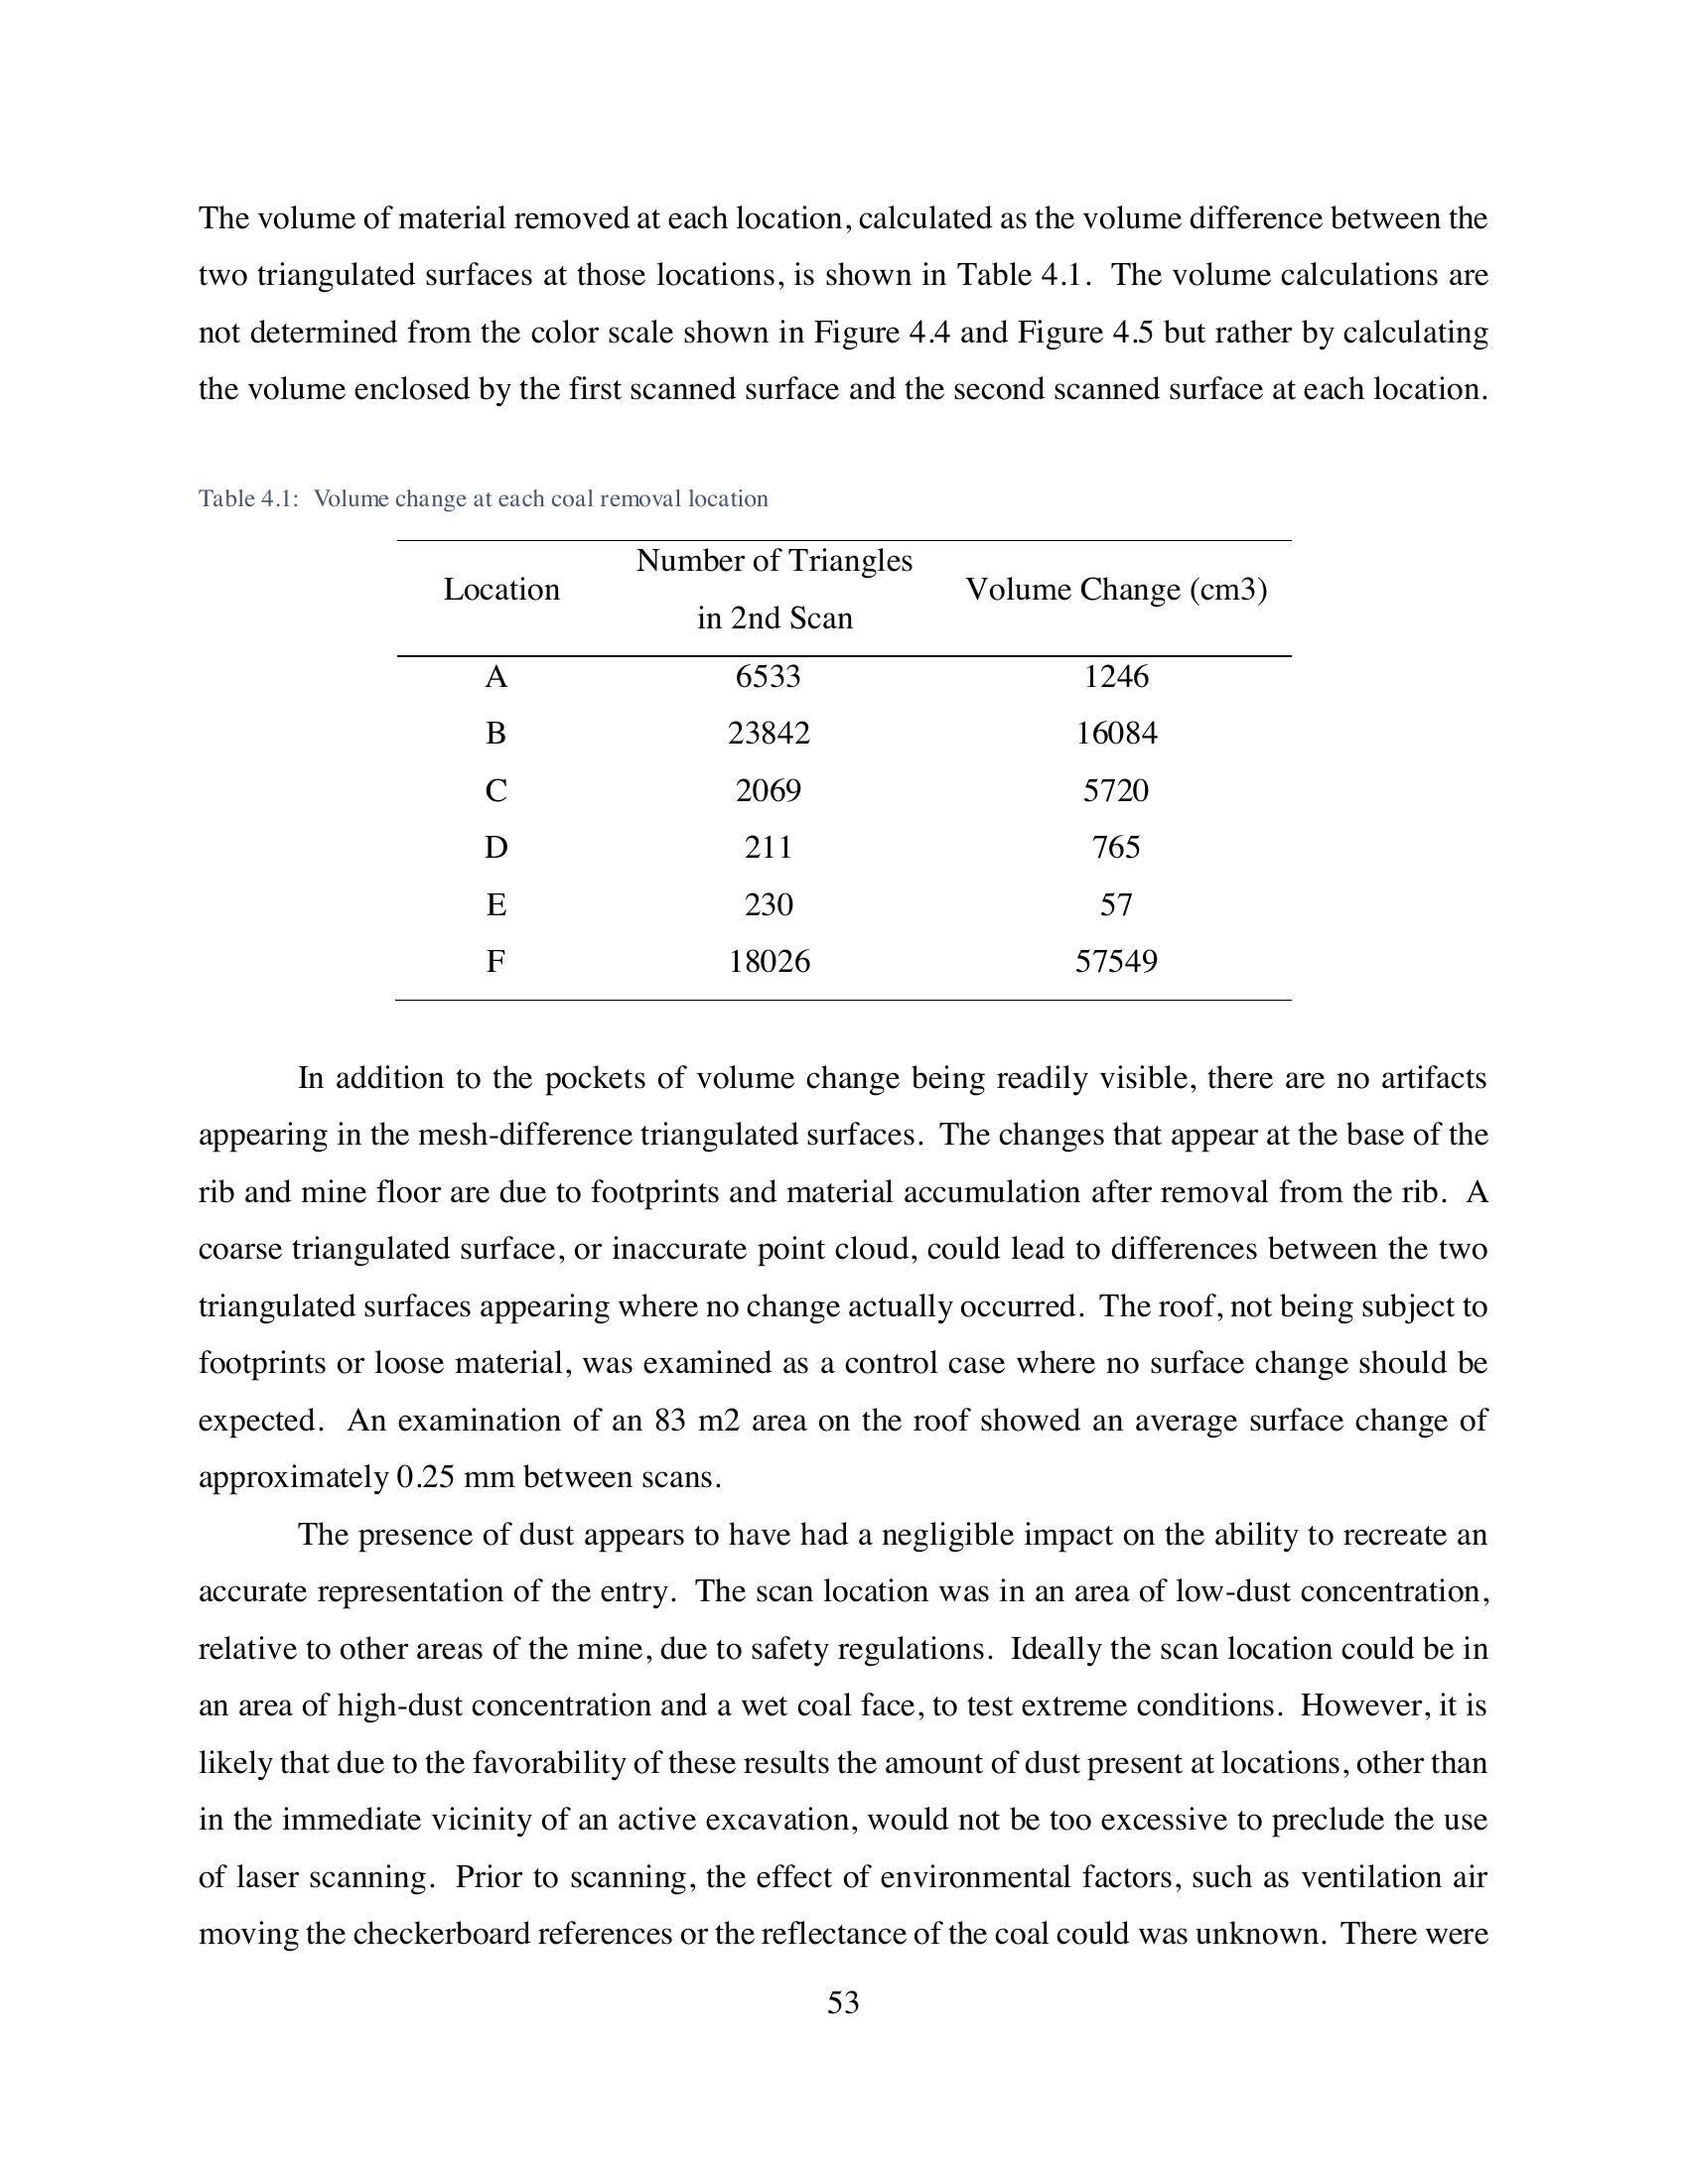 The volume of material removed at each location, calculated as the volume difference between the
two triangulated surfaces at those locations, is shown in Table 4.1.  The volume calculations are
not determined from the color scale shown in Figure 4.4 and Figure 4.5 but rather by calculating
the volume enclosed by the first scanned surface and the second scanned surface at each location.
Table 4.1:  Volume change at each coal removal location
Location Number of Triangles in 2nd Scan Volume Change (cm3)
A 6533 1246
B 23842 16084
C 2069 5720
D 211 765
E 230 57
F 18026 57549
In addition to the pockets of volume change being readily visible, there are no artifacts
appearing in the mesh-difference triangulated surfaces.  The changes that appear at the base of the
rib and mine floor are due to footprints and material accumulation after removal from the rib.  A
coarse triangulated surface, or inaccurate point cloud, could lead to differences between the two
triangulated surfaces appearing where no change actually occurred.  The roof, not being subject to
footprints or loose material, was examined as a control case where no surface change should be
expected.  An examination of an 83 m2 area on the roof showed an average surface change of
approximately 0.25 mm between scans.
The presence of dust appears to have had a negligible impact on the ability to recreate an
accurate representation of the entry.  The scan location was in an area of low-dust concentration,
relative to other areas of the mine, due to safety regulations.  Ideally the scan location could be in
an area of high-dust concentration and a wet coal face, to test extreme conditions.  However, it is
likely that due to the favorability of these results the amount of dust present at locations, other than
in the immediate vicinity of an active excavation, would not be too excessive to preclude the use
of laser scanning.  Prior to scanning, the effect of environmental factors, such as ventilation air
moving the checkerboard references or the reflectance of the coal could was unknown.  There were
53